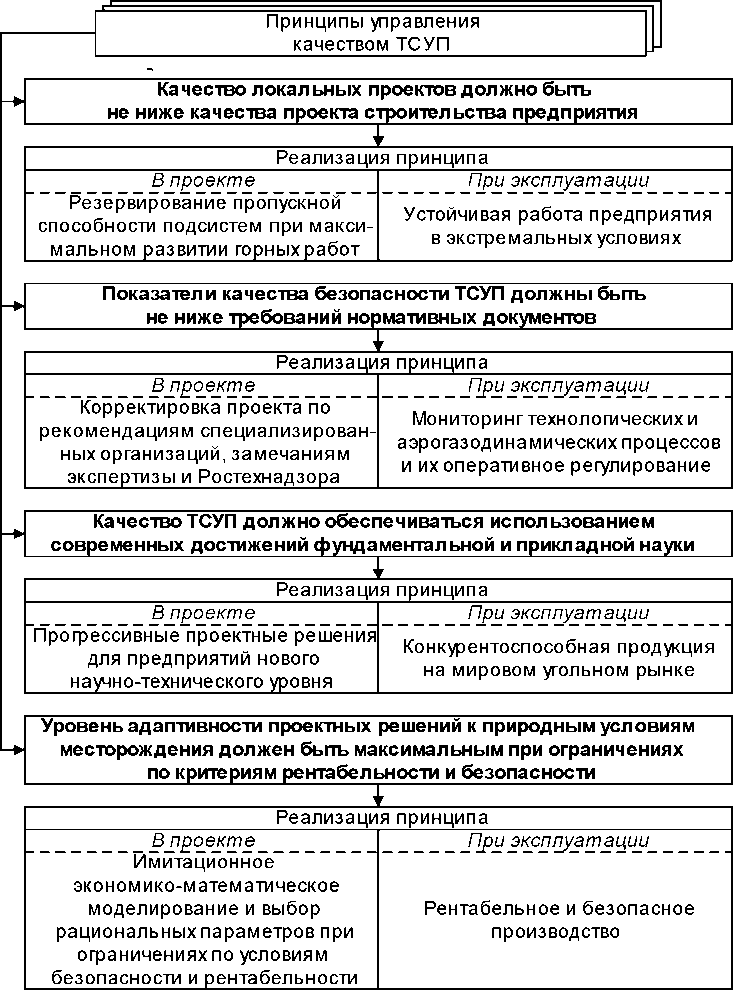 Принципы управления
качеством ТСУП
Качество локальных проектов должно быть
не ниже качества проекта строительства предприятия
Реализация принципа
В проекте
При эксплуатации
Резервирование пропускной
способности подсистем при макси-
мальном развитии горных работ
Устойчивая работа предприятия
в экстремальных условиях
Показатели качества безопасности ТСУП должны быть
не ниже требований нормативных документов
Реализация принципа
В проекте
При эксплуатации
Корректировка проекта по
рекомендациям специализирован-
ных организаций, замечаниям
экспертизы и Ростехнадзора
Мониторинг технологических и
аэрогазодинамических процессов
и их оперативное регулирование
Качество ТСУП должно обеспечиваться использованием
современных достижений фундаментальной и прикладной науки
Реализация принципа
В проекте
При эксплуатации
Прогрессивные проектные решения
для предприятий нового
научно-технического уровня
Конкурентоспособная продукция
на мировом угольном рынке
Уровень адаптивности проектных решений к природным условиям
месторождения должен быть максимальным при ограничениях
по критериям рентабельности и безопасности
Реализация принципа
В проекте
При эксплуатации
Имитационное
экономико-математическое
моделирование и выбор
рациональных параметров при
ограничениях по условиям
безопасности и рентабельности
Рентабельное и безопасное
производство